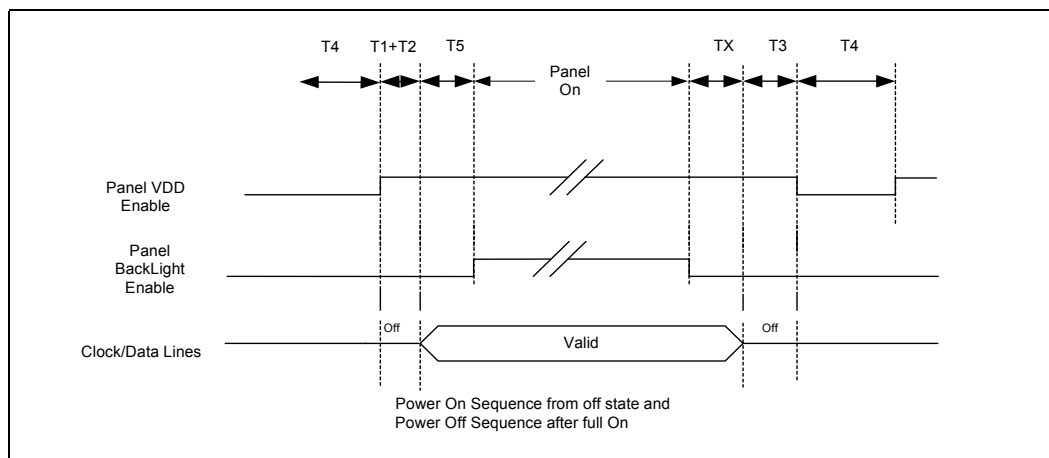 T4 T1+T2 T5 TX T3 T4
Panel
On
Panel VDD
Enable
Panel
BackLight
Enable
Off Off
Clock/Data Lines Valid
Power On Sequence from off state and
Power Off Sequence after full On